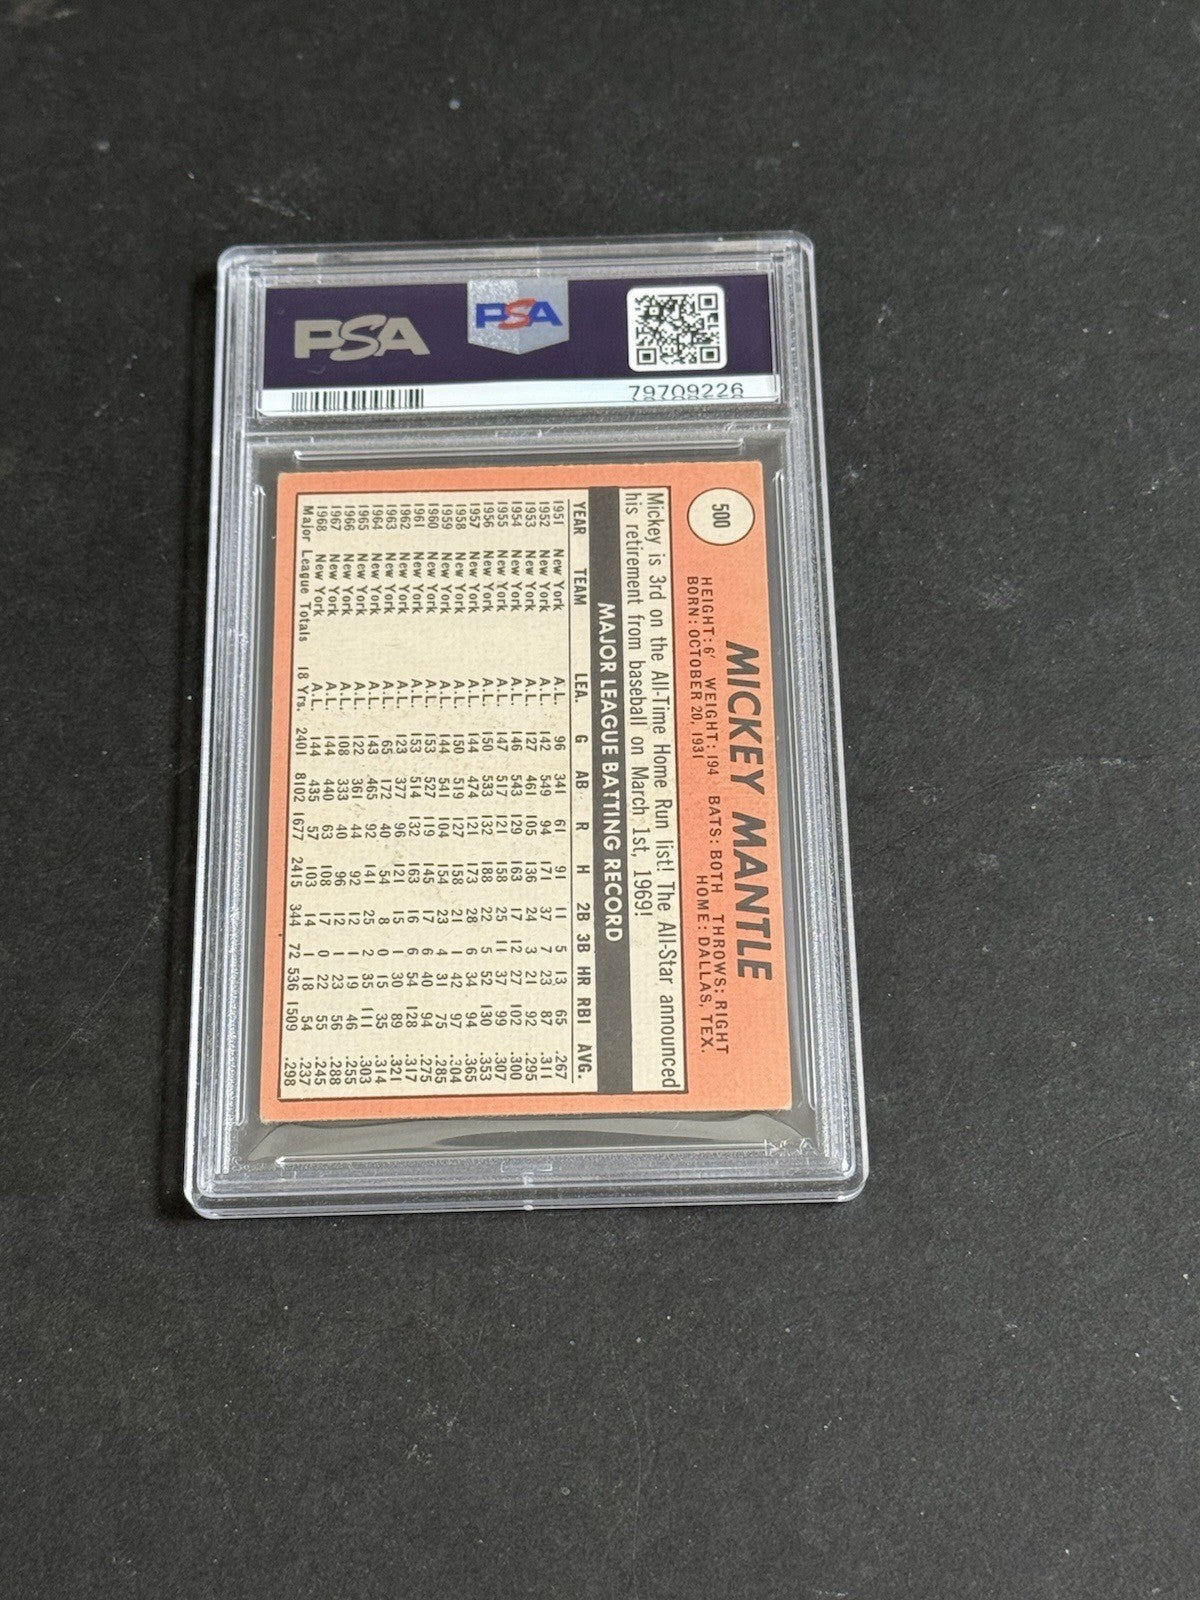 PSA
PSA
79709226
500
MICKEY MANTLE
HEIGHT: 6' WEIGHT: 194 BATS: BOTH THROWS: RIGHT
BORN: OCTOBER 20, 1931 HOME: DALLAS, TEX.
Mickey is 3rd on the All-Time Home Run list! The All-Star announced
his retirement from baseball on March 1st, 1969!
MAJOR LEAGUE BATTING RECORD
YEAR TEAM LEA. G AB R H 2B 3B HR RBI AVG.
1951 New York A.L. 96 341 61 91 11 5 13 65 .267
1952 New York A.L. 142 549 94 171 37 7 23 87 .311
1953 New York A.L. 127 461 105 136 24 3 21 92 .295
1954 New York A.L. 146 543 129 163 17 12 27 102 .300
1955 New York A.L. 147 517 121 158 25 11 37 99 .307
1956 New York A.L. 150 533 132 188 22 5 52 130 .353
1957 New York A.L. 144 474 121 173 28 6 34 94 .365
1958 New York A.L. 150 519 127 158 21 1 42 97 .304
1959 New York A.L. 144 541 104 154 23 4 31 75 .285
1960 New York A.L. 153 527 119 145 17 6 40 94 .275
1961 New York A.L. 153 514 132 163 16 6 54 128 .317
1962 New York A.L. 123 377 96 121 15 1 30 89 .321
1963 New York A.L. 65 172 40 54 8 0 15 35 .314
1964 New York A.L. 143 465 92 141 25 2 35 111 .303
1965 New York A.L. 122 361 44 92 12 1 19 46 .255
1966 New York A.L. 108 333 40 96 12 1 23 56 .288
1967 New York A.L. 144 440 63 108 17 0 22 55 .245
1968 New York A.L. 144 435 57 103 14 1 18 54 .237
Major League Totals 18 Yrs. 2401 8102 1677 2415 344 72 536 1509 .298